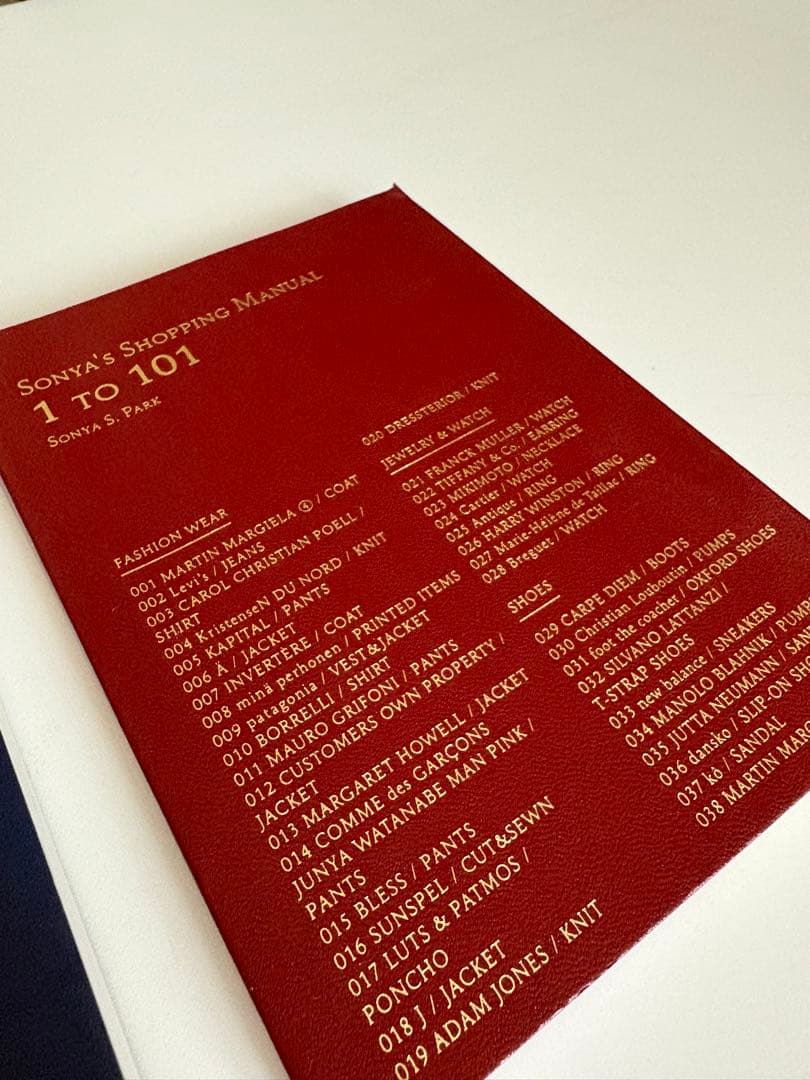 SONYA'S SHOPPING MANUAL
1 TO 101
SONYA S. PARK
FASHION WEAR
001 MARTIN MARGIELA ④ / COAT
002 Levi's / JEANS
003 CAROL CHRISTIAN POELL /
SHIRT
004 KristenseN DU NORD / KNIT
005 KAPITAL / PANTS
006 Ä / JACKET
007 INVERTÈRE / COAT
008 minä perhonen / PRINTED ITEMS
009 patagonia / VEST&JACKET
010 BORRELLI / SHIRT
011 MAURO GRIFONI / PANTS
012 CUSTOMERS OWN PROPERTY /
JACKET
013 MARGARET HOWELL / JACKET
014 COMME des GARÇONS
JUNYA WATANABE MAN PINK /
PANTS
015 BLESS / PANTS
016 SUNSPEL / CUT&SEWN
017 LUTS & PATMOS /
PONCHO
018 J / JACKET
019 ADAM JONES / KNIT
020 DRESSTERIOR / KNIT
JEWELRY & WATCH
021 FRANCK MULLER / WATCH
022 TIFFANY & Co. / EARRING
023 MIKIMOTO / NECKLACE
024 Cartier / WATCH
025 Antique / RING
026 HARRY WINSTON / RING
027 Marie-Hélène de Taillac / RING
028 Breguet / WATCH
SHOES
029 CARPE DIEM / BOOTS
030 Christian Louboutin / PUMPS
031 foot the coacher / OXFORD SHOES
032 SILVANO LATTANZI /
T-STRAP SHOES
033 new balance / SNEAKERS
034 MANOLO BLAHNIK / PUM
035 JUTTA NEUMANN / SA
036 dansko / SLIP-ON S
037 kō / SANDAL
038 MARTIN MAR